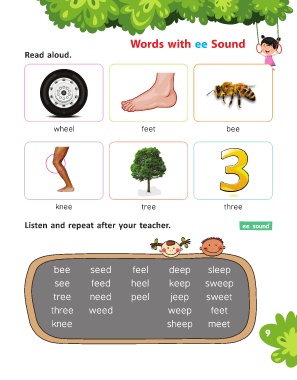 Words with ee Sound
Read aloud.
wheel feet bee
knee tree three
Listen and repeat after your teacher.
ee sound
bee seed feel deep sleep
see feed heel keep sweep
tree need peel jeep sweet
three weed weep feet
knee sheep meet
9